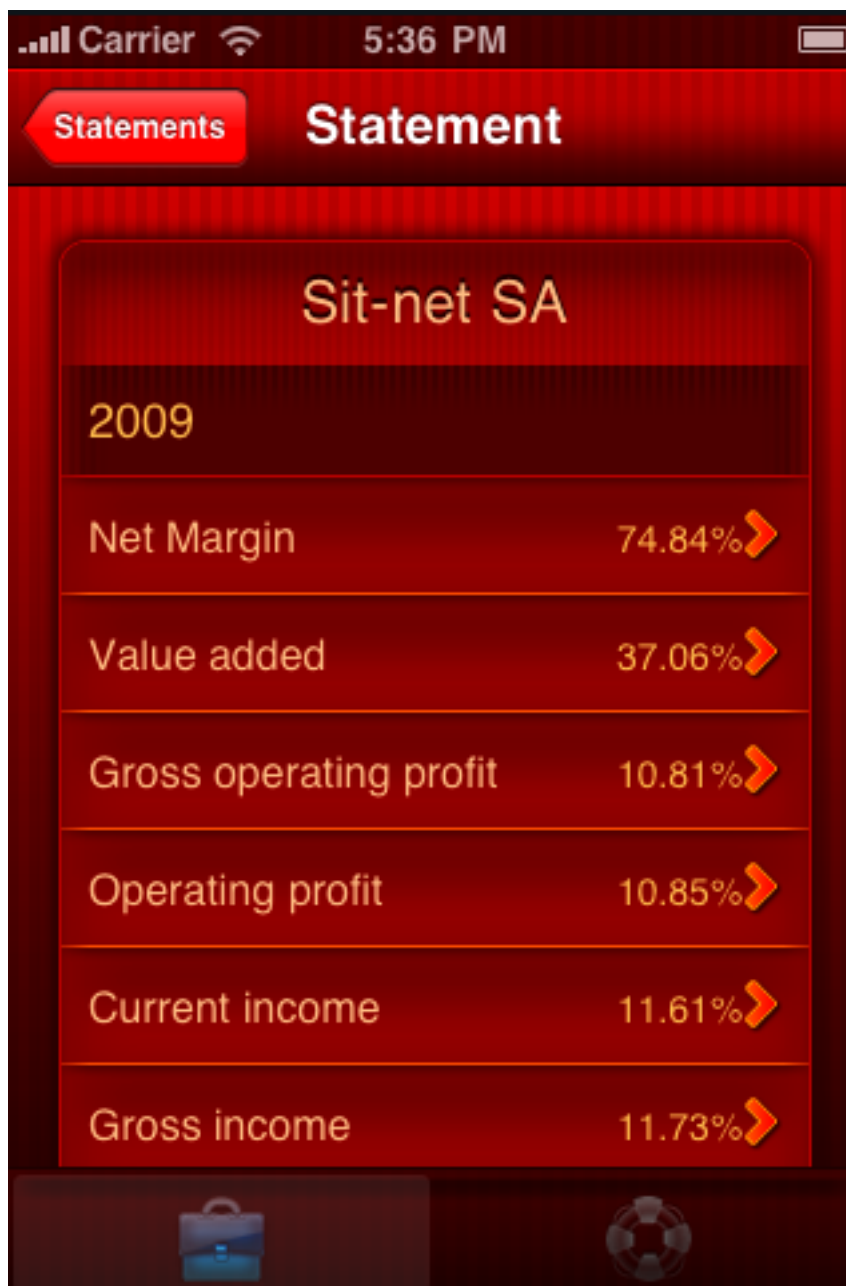 Carrier 5:36 PM
Statements Statement
Sit-net SA
2009
Net Margin 74.84%
Value added 37.06%
Gross operating profit 10.81%
Operating profit 10.85%
Current income 11.61%
Gross income 11.73%